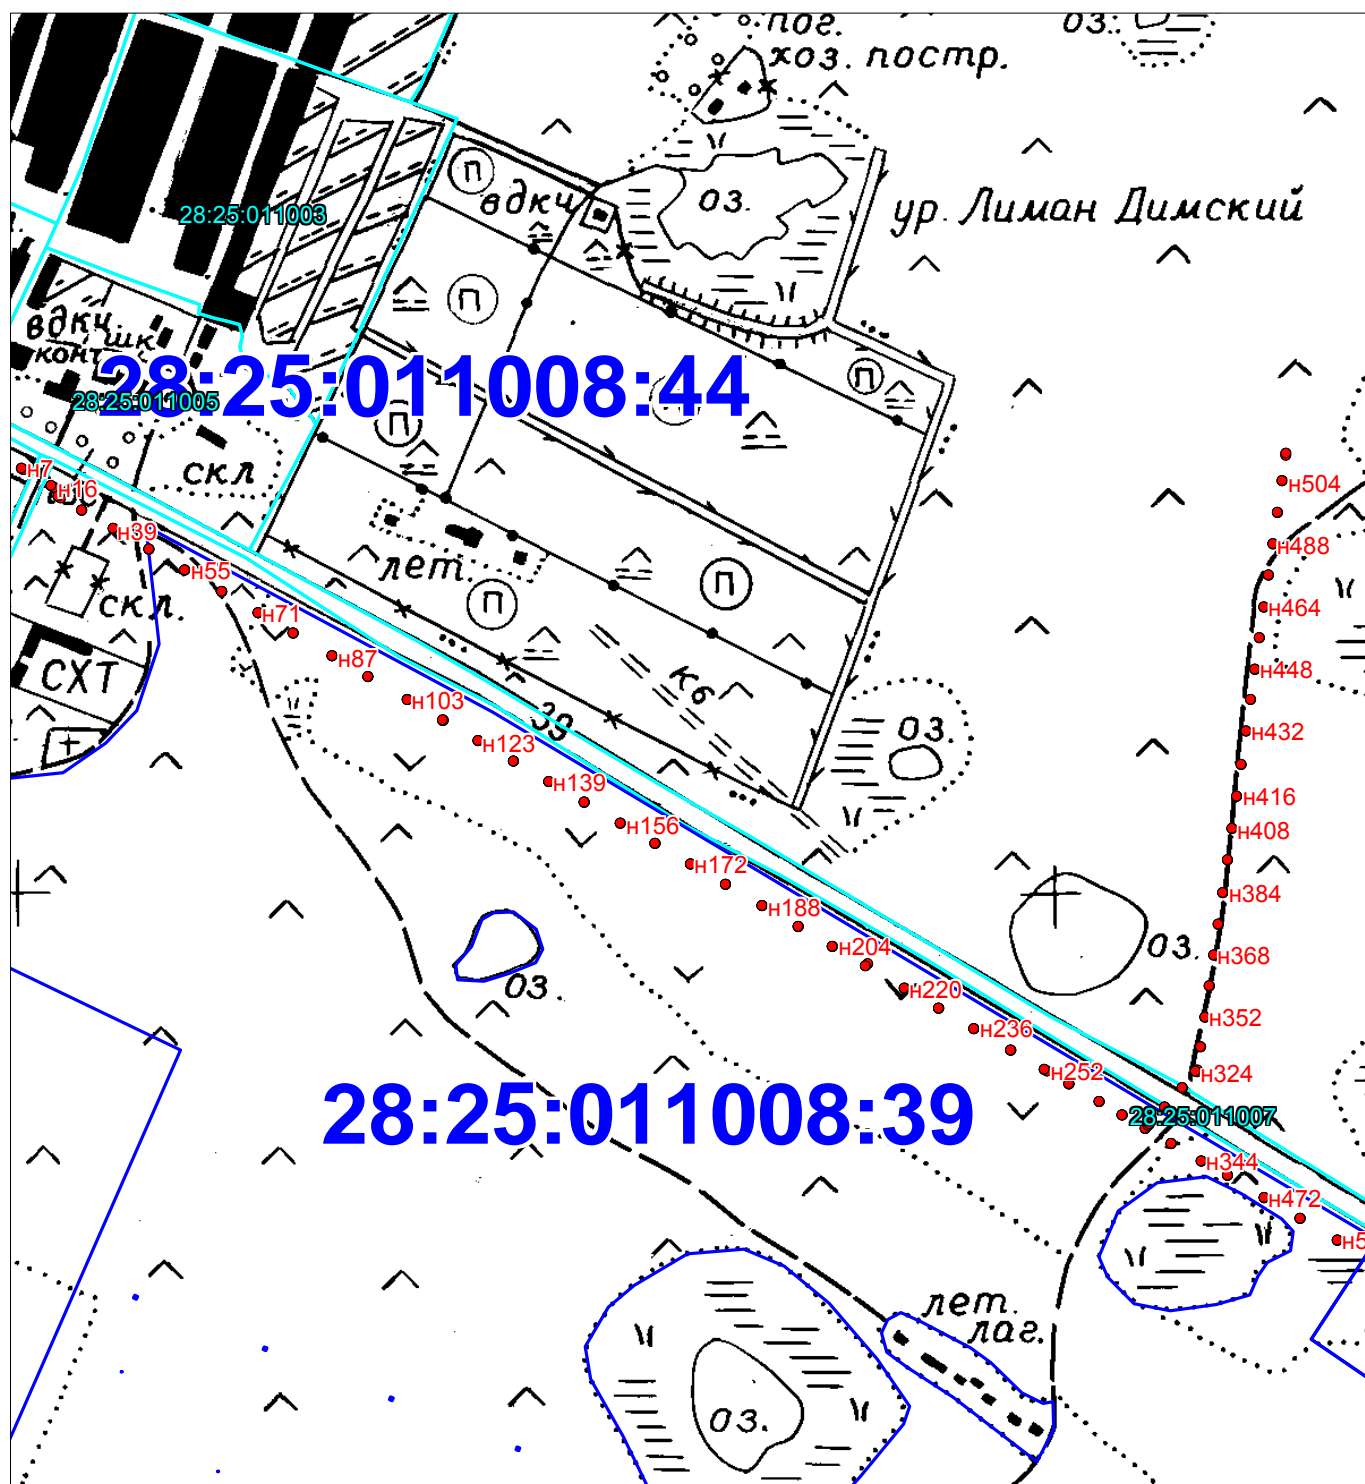 пог.
хоз. постр.
оз.
П
вдкч
оз.
ур. Лиман Димский
28:25:011003
П
вдкч
шк
28:25:011008:44
П
28:25:011005
П
н7
скл
н504
н16
н39
н488
лет.
П
н55
скл.
П
н464
н71
н87
СХТ
н448
Кб
н103
39
оз.
н432
н123
н139
н416
н156
н408
н172
н384
н188
н204
оз.
н368
оз.
н220
н352
н236
н252
н324
28:25:011008:39
28:25:011007
н344
н472
лет.
лаг.
оз.